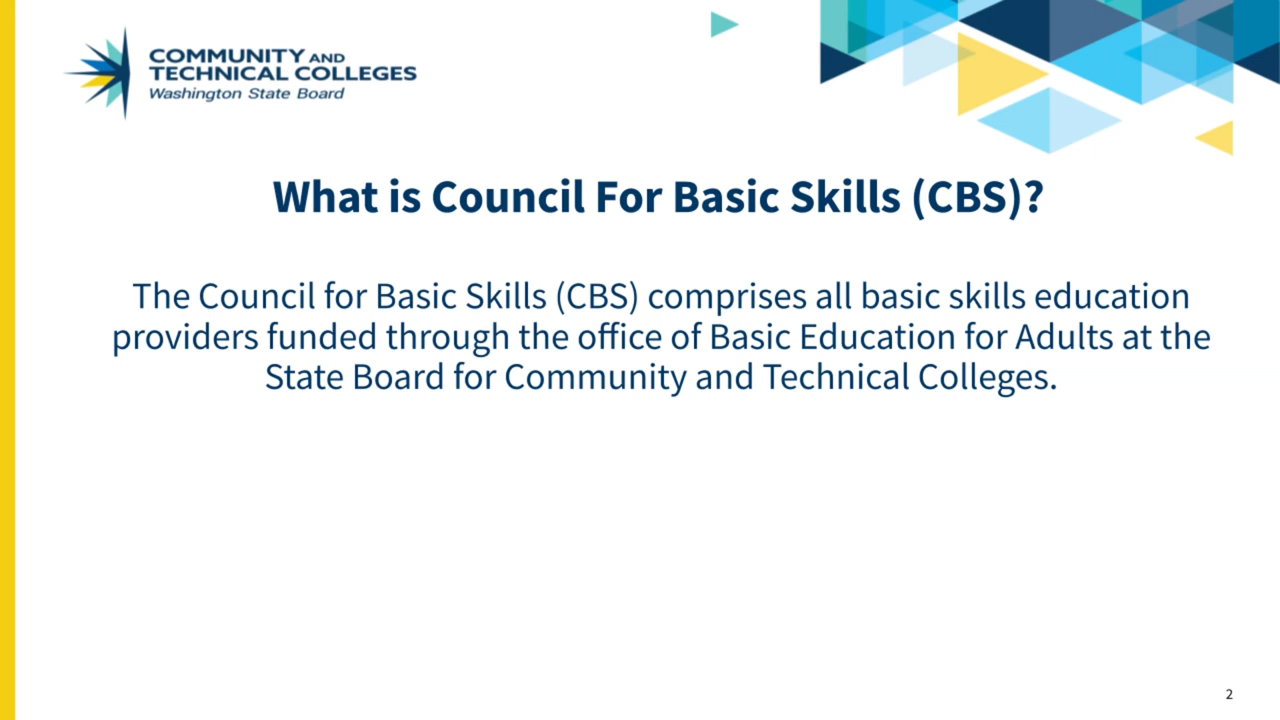 COMMUNITY AND
TECHNICAL COLLEGES
Washington State Board
What is Council For Basic Skills (CBS)?
The Council for Basic Skills (CBS) comprises all basic skills education
providers funded through the office of Basic Education for Adults at the
State Board for Community and Technical Colleges.
2